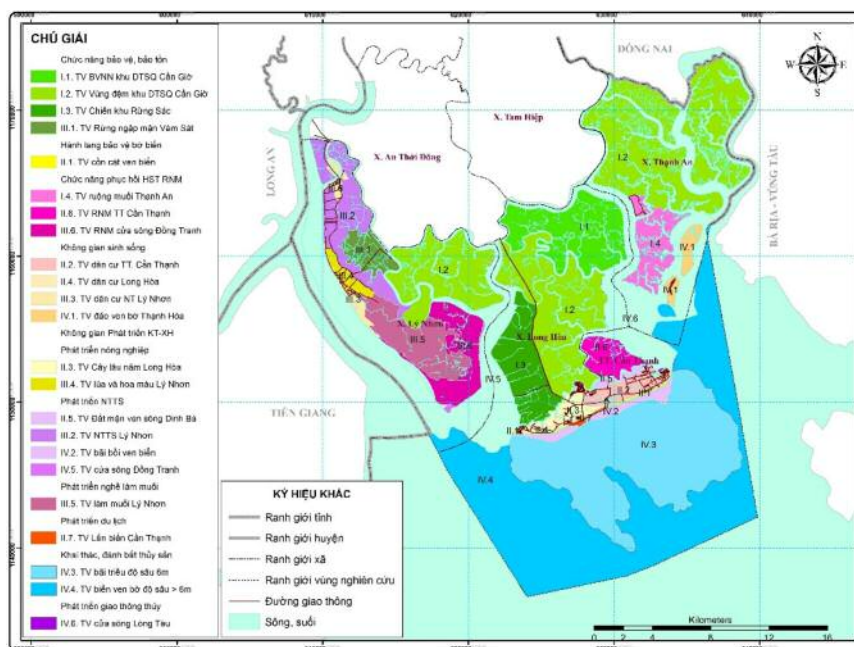 CHÚ GIẢI
Chức năng bảo vệ, bảo tồn
I.1. TV BVNN khu DTSQ Cần Giờ
I.2. TV Vùng đệm khu DTSQ Cần Giờ
I.3. TV Chiến khu Rừng Sác
III.1. TV Rừng ngập mặn Vàm Sát
Hành lang bảo vệ bờ biển
II.1. TV cồn cát ven biển
Chức năng phục hồi HST RNM
I.4. TV ruộng muối Thạnh An
II.6. TV RNM TT Cần Thạnh
III.6. TV RNM cửa sông Đồng Tranh
Không gian sinh sống
II.2. TV dân cư TT. Cần Thạnh
II.4. TV dân cư Long Hòa
III.3. TV dân cư NT Lý Nhơn
IV.1. TV đảo ven bờ Thạnh Hóa
Không gian Phát triển KT-XH
Phát triển nông nghiệp
II.3. TV Cây lâu năm Long Hòa
III.4. TV lúa và hoa màu Lý Nhơn
Phát triển NTTS
II.5. TV Đất mặn ven sông Dinh Bà
III.2. TV NTTS Lý Nhơn
IV.2. TV bãi bồi ven biển
IV.5. TV cửa sông Đồng Tranh
Phát triển nghề làm muối
III.5. TV làm muối Lý Nhơn
Phát triển du lịch
II.7. TV Lấn biển Cần Thạnh
Khai thác, đánh bắt thủy sản
IV.3. TV bãi triều độ sâu 6m
IV.4. TV biển ven bờ độ sâu > 6m
Phát triển giao thông thủy
IV.6. TV cửa sông Lòng Tàu
ĐỒNG NAI
N
W
E
S
LONG AN
BÀ RỊA - VŨNG TÀU
TIỀN GIANG
X. Tam Hiệp
X. An Thới Đông
X. Thạnh An
X. Lý Nhơn
X. Long Hòa
I.2
III.2
I.1
I.4
IV.1
III.1
I.2
IV.1
IV.6
I.2
III.5
I.3
IV.5
II.5
II.2
II.1
IV.2
IV.3
IV.4
KÝ HIỆU KHÁC
Ranh giới tỉnh
Ranh giới huyện
Ranh giới xã
Ranh giới vùng nghiên cứu
Đường giao thông
Sông, suối
Kilometers
0 2 4 8 12 16